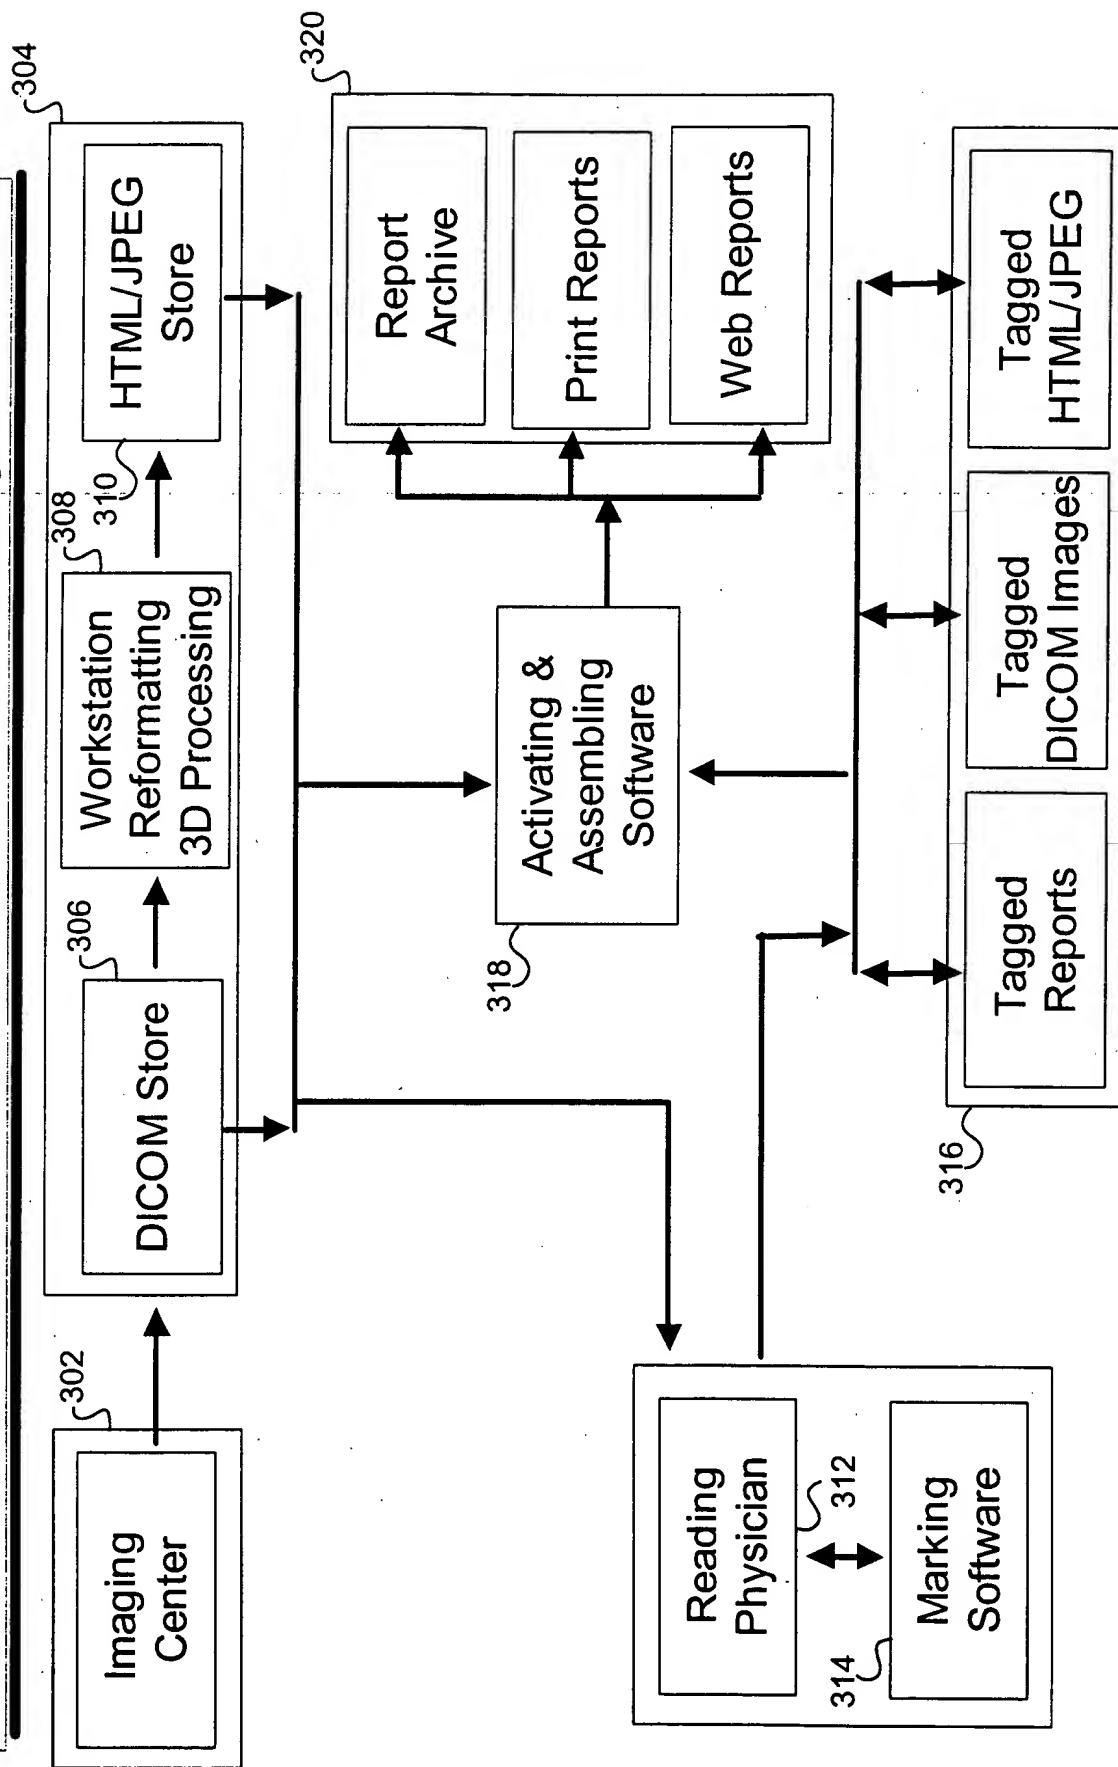 302
Imaging
Center
304
306
DICOM Store
308
Workstation
Reformatting
3D Processing
310
HTML/JPEG
Store
312
Reading
Physician
314
Marking
Software
318
Activating &
Assembling
Software
320
Report
Archive
Print Reports
Web Reports
316
Tagged
Reports
Tagged
DICOM Images
Tagged
HTML/JPEG